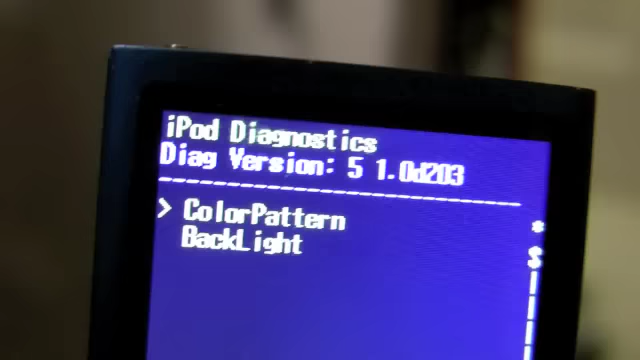 iPod Diagnostics
Diag Version: 5 1.0d203
--------------------------------
> ColorPattern
BackLight
*
S
|
|
|